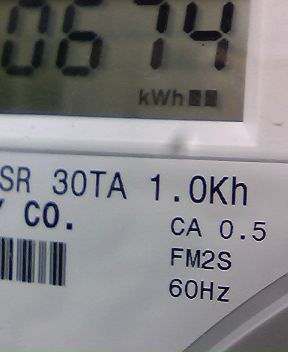 0674
kWh
SR 30TA 1.0Kh
CO.
CA 0.5
FM2S
60Hz